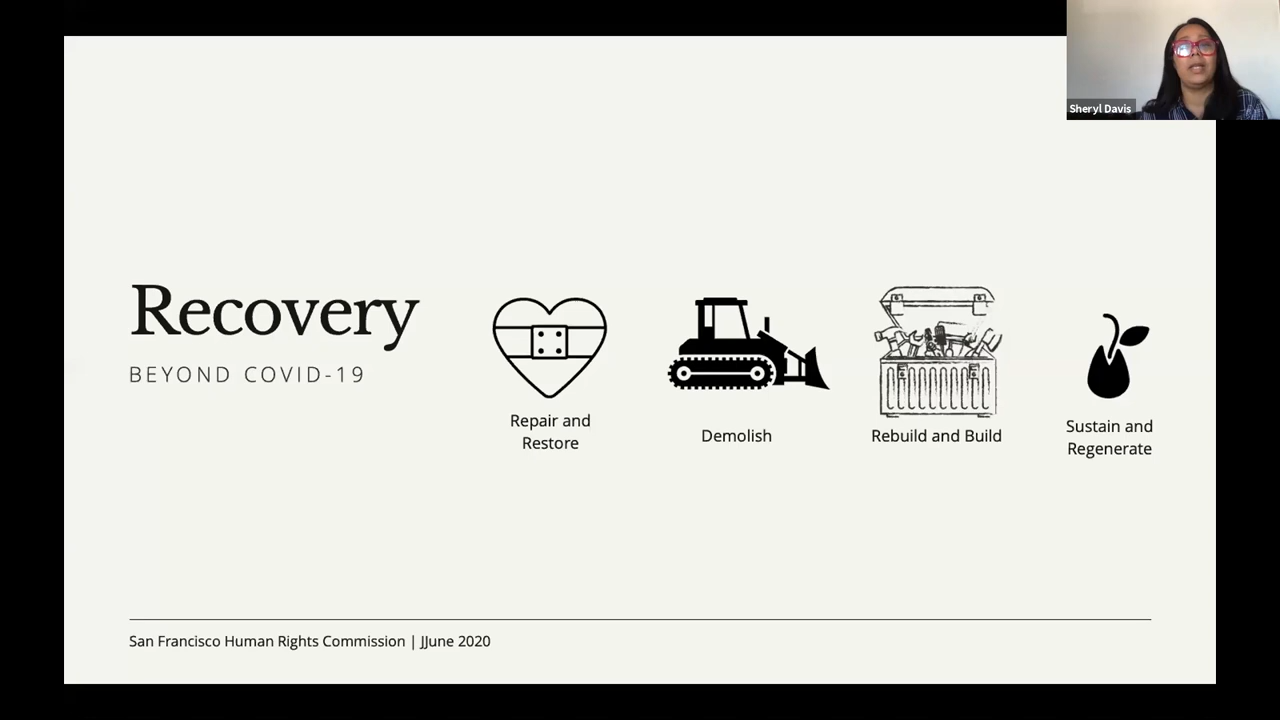 Sheryl Davis
Recovery
BEYOND COVID-19
Repair and
Restore
Demolish
Rebuild and Build
Sustain and
Regenerate
San Francisco Human Rights Commission | JJune 2020